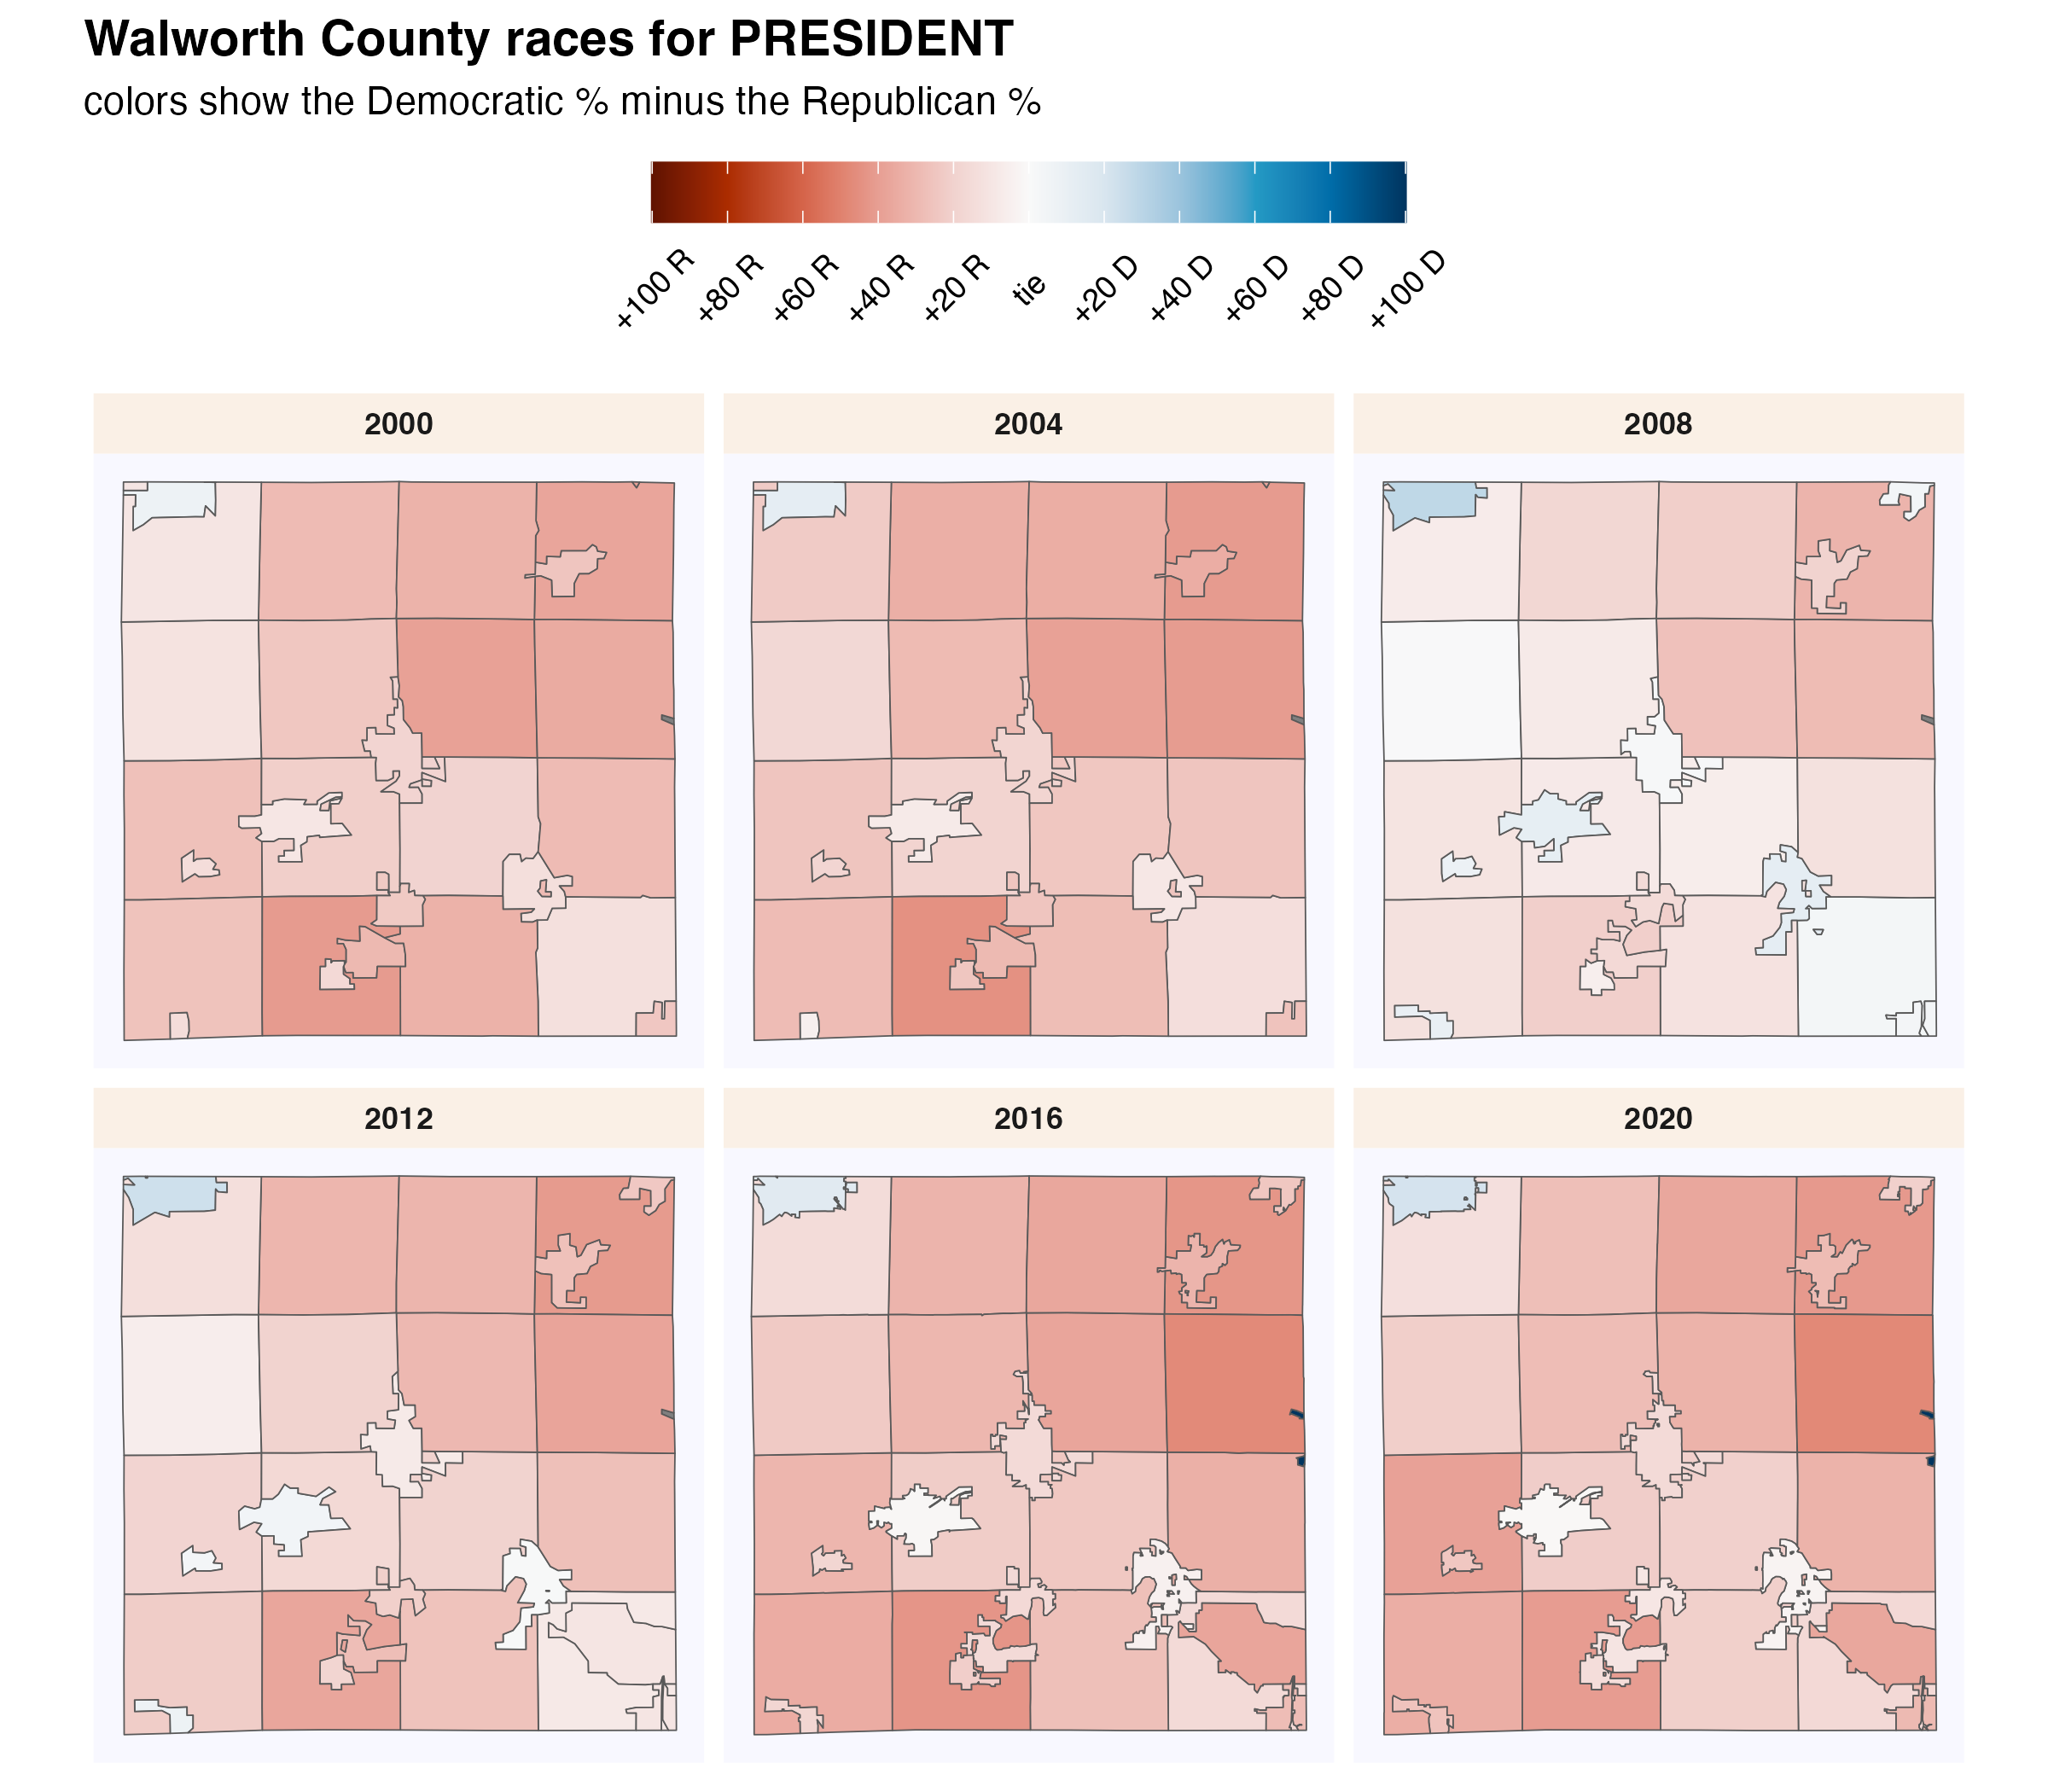 Walworth County races for PRESIDENT
colors show the Democratic % minus the Republican %
+100 R
+80 R
+60 R
+40 R
+20 R
tie
+20 D
+40 D
+60 D
+80 D
+100 D
2000
2004
2008
2012
2016
2020